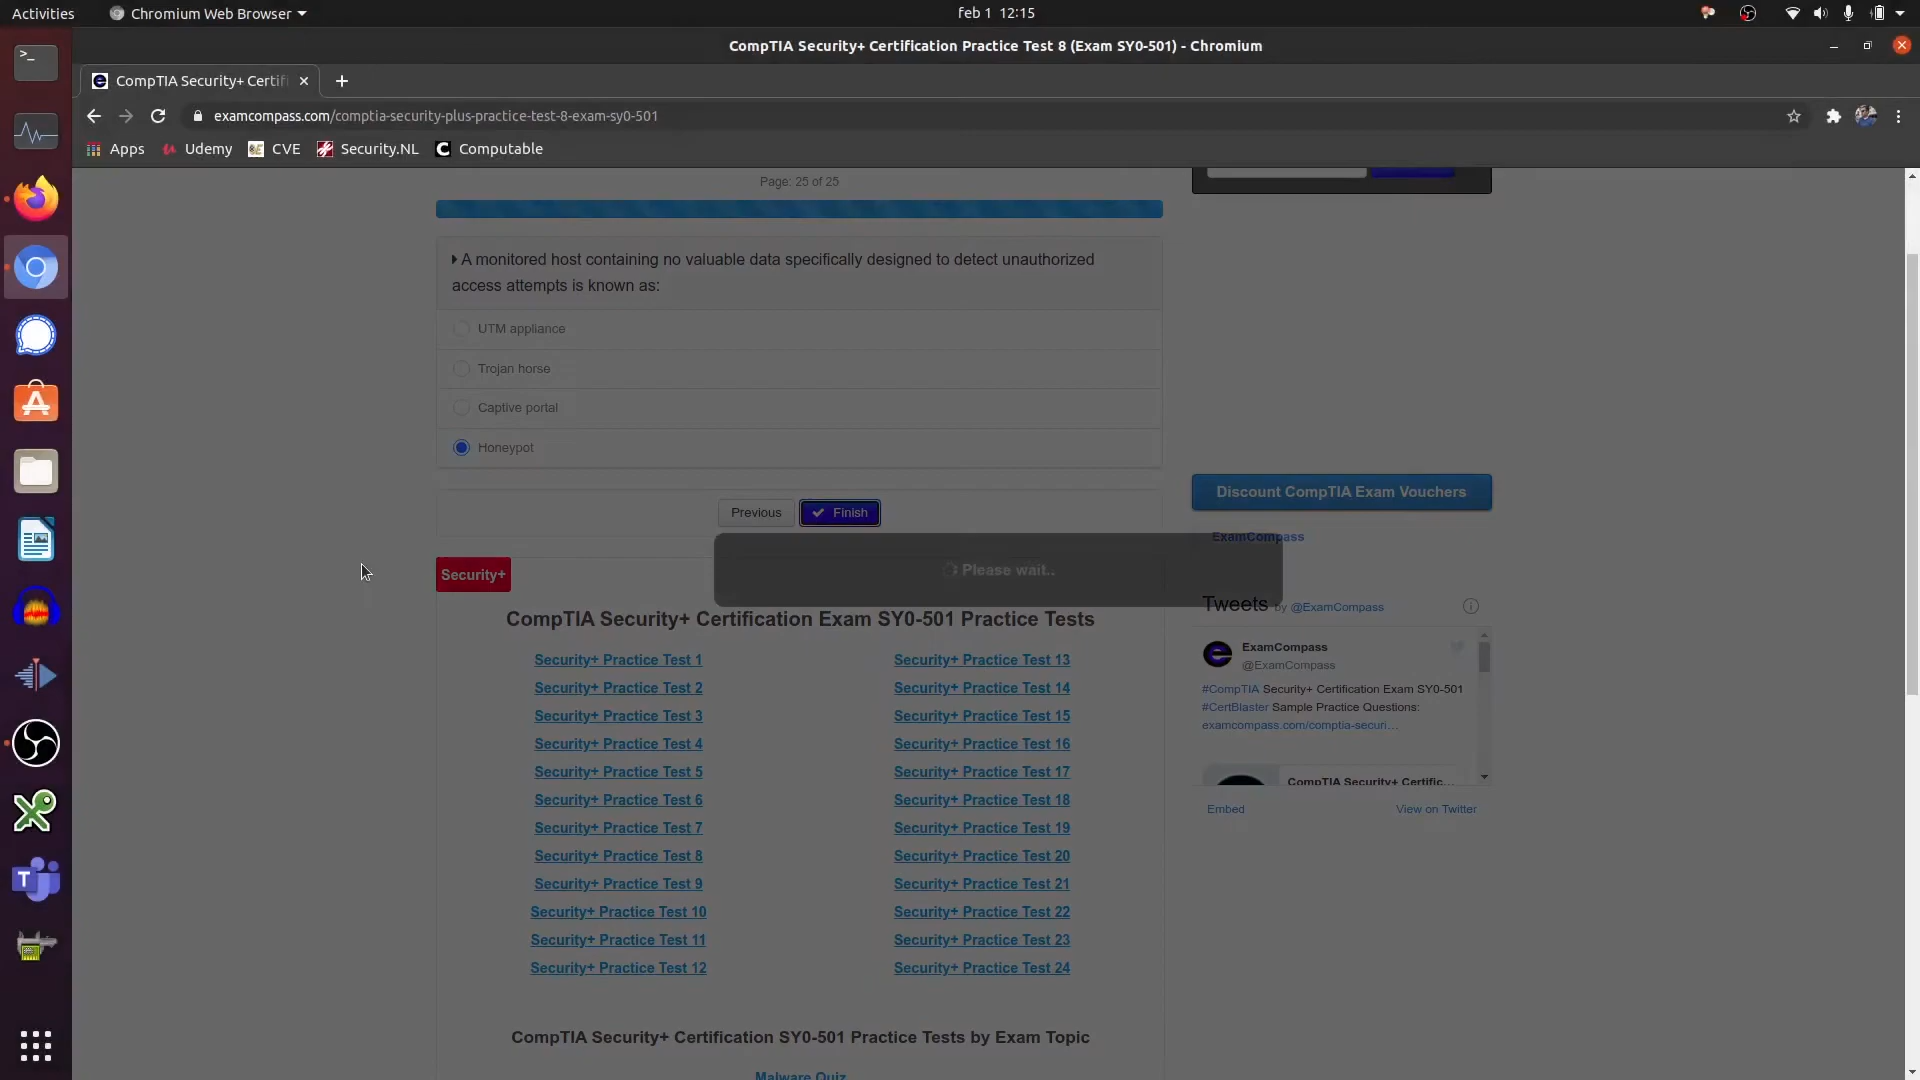 Activities
Chromium Web Browser
feb 1 12:15
CompTIA Security+ Certification Practice Test 8 (Exam SY0-501) - Chromium
CompTIA Security+ Certifi
examcompass.com/comptia-security-plus-practice-test-8-exam-sy0-501
Apps
Udemy
CVE
Security.NL
Computable
Page: 25 of 25
A monitored host containing no valuable data specifically designed to detect unauthorized
access attempts is known as:
UTM appliance
Trojan horse
Captive portal
Honeypot
Previous
Finish
Discount CompTIA Exam Vouchers
ExamCompass
Please wait..
Security+
Tweets by @ExamCompass
CompTIA Security+ Certification Exam SY0-501 Practice Tests
Security+ Practice Test 1
Security+ Practice Test 2
Security+ Practice Test 3
Security+ Practice Test 4
Security+ Practice Test 5
Security+ Practice Test 6
Security+ Practice Test 7
Security+ Practice Test 8
Security+ Practice Test 9
Security+ Practice Test 10
Security+ Practice Test 11
Security+ Practice Test 12
Security+ Practice Test 13
Security+ Practice Test 14
Security+ Practice Test 15
Security+ Practice Test 16
Security+ Practice Test 17
Security+ Practice Test 18
Security+ Practice Test 19
Security+ Practice Test 20
Security+ Practice Test 21
Security+ Practice Test 22
Security+ Practice Test 23
Security+ Practice Test 24
ExamCompass
@ExamCompass
#CompTIA Security+ Certification Exam SY0-501
#CertBlaster Sample Practice Questions:
examcompass.com/comptia-securi…
CompTIA Security+ Certific...
Embed
View on Twitter
CompTIA Security+ Certification SY0-501 Practice Tests by Exam Topic
Malware Quiz